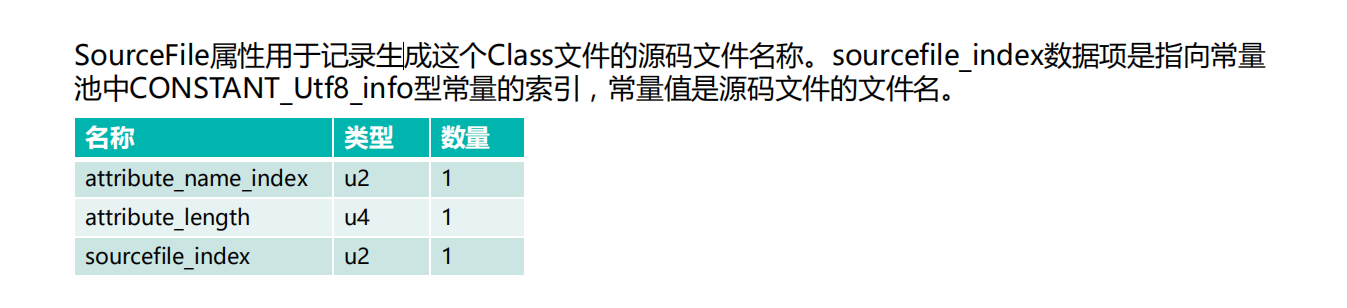 SourceFile属性用于记录生成这个Class文件的源码文件名称。sourcefile_index数据项是指向常量
池中CONSTANT_Utf8_info型常量的索引，常量值是源码文件的文件名。
名称 类型 数量
attribute_name_index u2 1
attribute_length u4 1
sourcefile_index u2 1